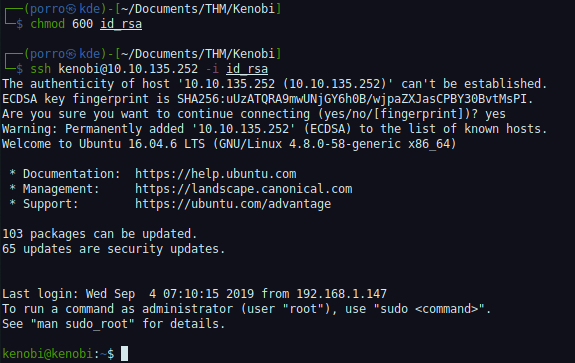 ┌──(porro㉿kde)-[~/Documents/THM/Kenobi]
└─$ chmod 600 id_rsa
┌──(porro㉿kde)-[~/Documents/THM/Kenobi]
└─$ ssh kenobi@10.10.135.252 -i id_rsa
The authenticity of host '10.10.135.252 (10.10.135.252)' can't be established.
ECDSA key fingerprint is SHA256:uUzATQRA9mwUNjGY6h0B/wjpaZXJasCPBY30BvtMsPI.
Are you sure you want to continue connecting (yes/no/[fingerprint])? yes
Warning: Permanently added '10.10.135.252' (ECDSA) to the list of known hosts.
Welcome to Ubuntu 16.04.6 LTS (GNU/Linux 4.8.0-58-generic x86_64)
 * Documentation:  https://help.ubuntu.com
 * Management:     https://landscape.canonical.com
 * Support:        https://ubuntu.com/advantage
103 packages can be updated.
65 updates are security updates.
Last login: Wed Sep  4 07:10:15 2019 from 192.168.1.147
To run a command as administrator (user "root"), use "sudo <command>".
See "man sudo_root" for details.
kenobi@kenobi:~$